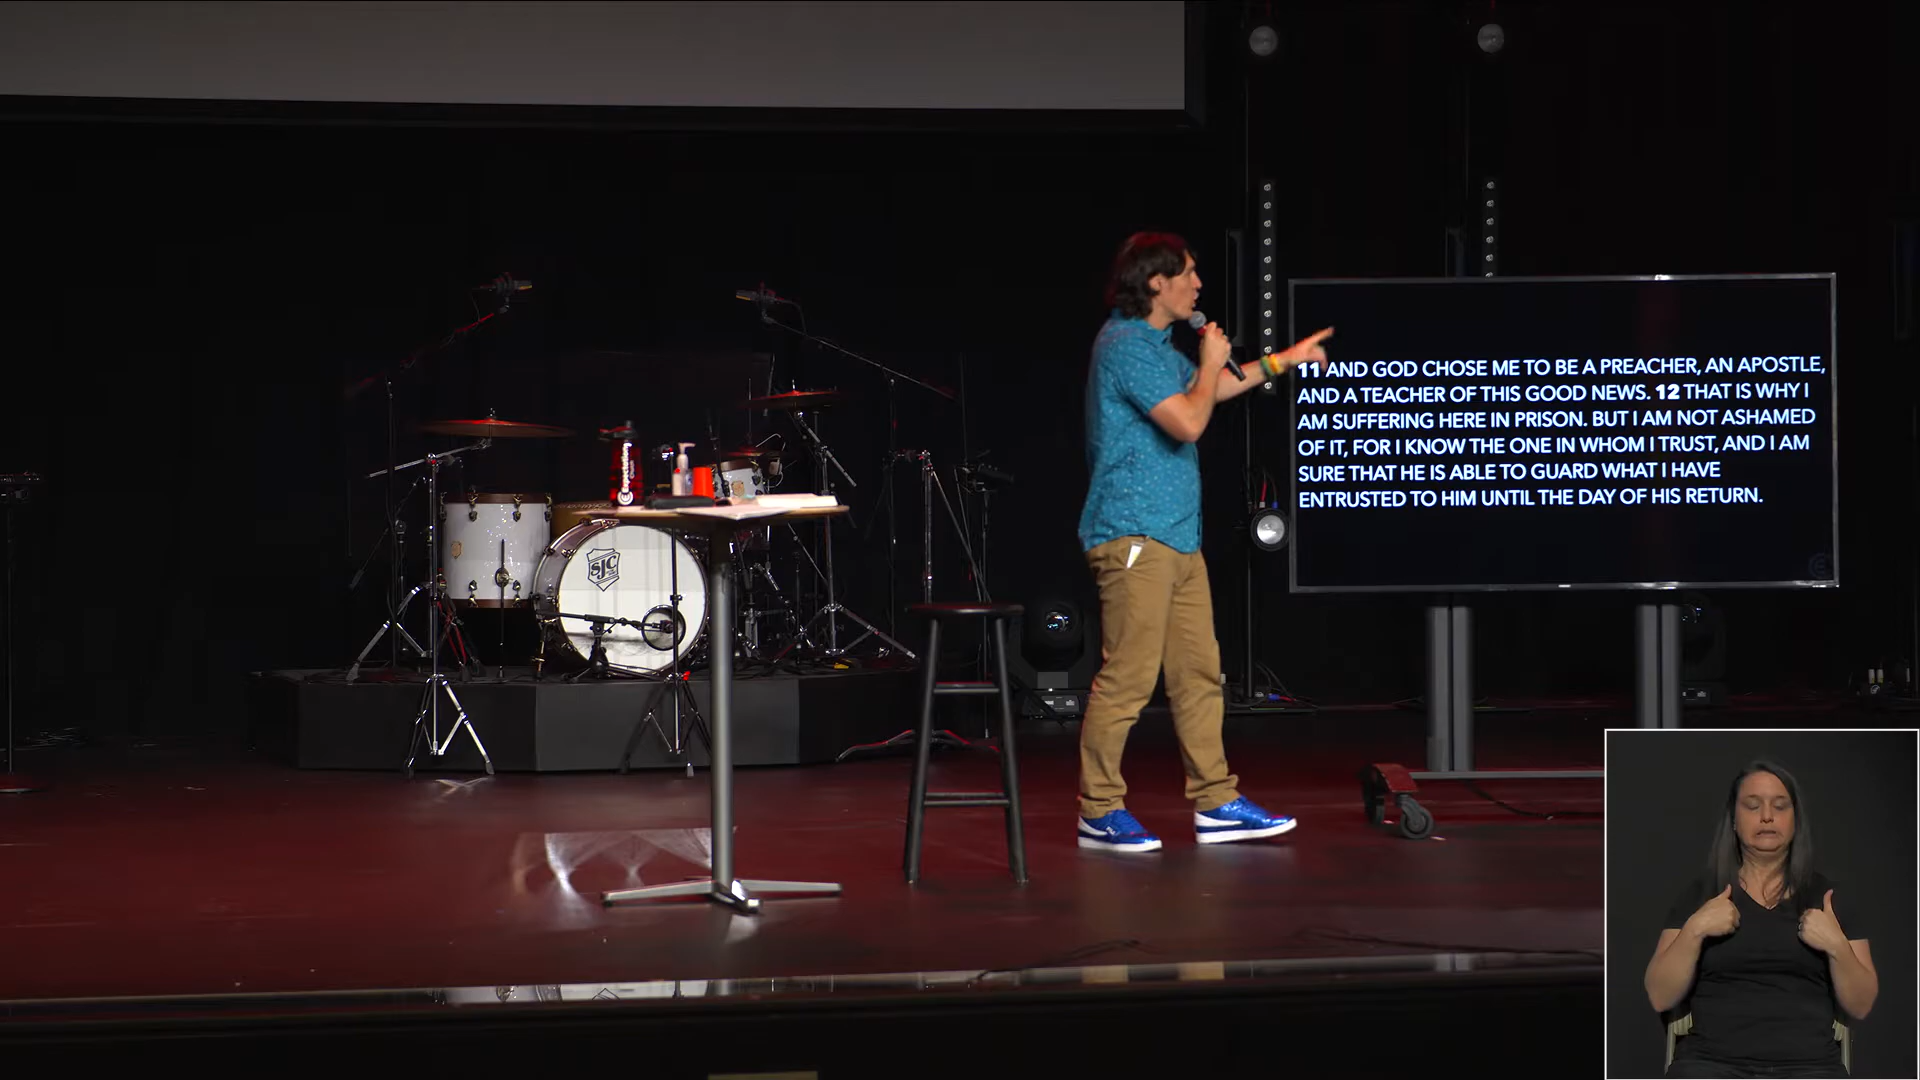 11 AND GOD CHOSE ME TO BE A PREACHER, AN APOSTLE,
AND A TEACHER OF THIS GOOD NEWS. 12 THAT IS WHY I
AM SUFFERING HERE IN PRISON. BUT I AM NOT ASHAMED
OF IT, FOR I KNOW THE ONE IN WHOM I TRUST, AND I AM
SURE THAT HE IS ABLE TO GUARD WHAT I HAVE
ENTRUSTED TO HIM UNTIL THE DAY OF HIS RETURN.
Expectation
Church
SJC